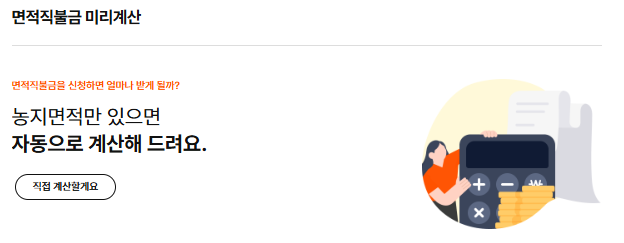 면적직불금 미리계산
면적직불금을 신청하면 얼마나 받게 될까?
농지면적만 있으면
자동으로 계산해 드려요.
직접 계산할게요